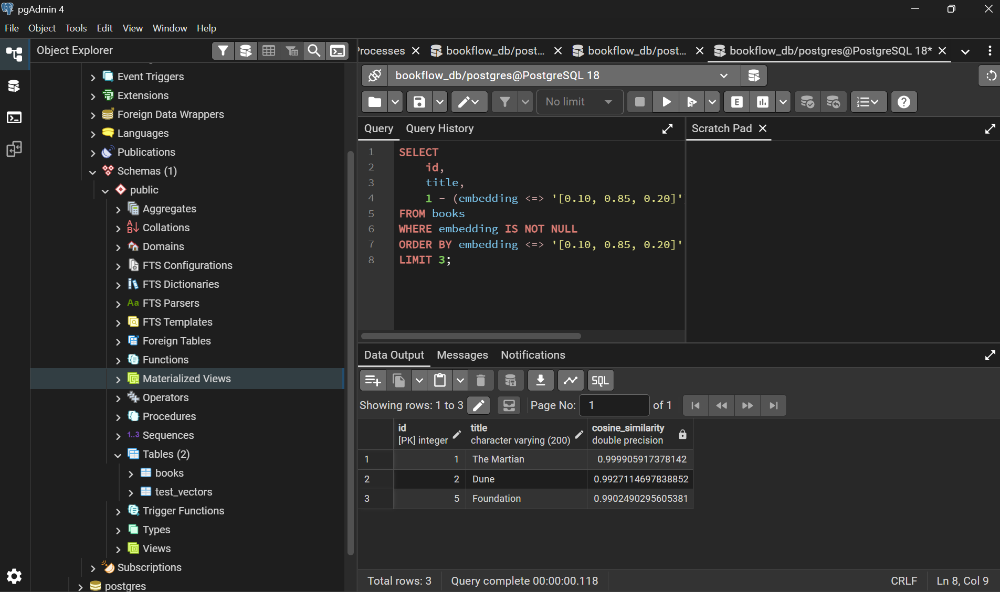 pgAdmin 4
File Object Tools Edit View Window Help
Object Explorer
Event Triggers
Extensions
Foreign Data Wrappers
Languages
Publications
Schemas (1)
public
Aggregates
Collations
Domains
FTS Configurations
FTS Dictionaries
Aa FTS Parsers
FTS Templates
Foreign Tables
Functions
Materialized Views
Operators
Procedures
1..3 Sequences
Tables (2)
books
test_vectors
Trigger Functions
Types
Views
Subscriptions
postgres
rocesses bookflow_db/post... bookflow_db/post... bookflow_db/postgres@PostgreSQL 18*
bookflow_db/postgres@PostgreSQL 18
No limit E
Query Query History Scratch Pad
1 SELECT
2 id,
3 title,
4 1 - (embedding <=> '[0.10, 0.85, 0.20]'
5 FROM books
6 WHERE embedding IS NOT NULL
7 ORDER BY embedding <=> '[0.10, 0.85, 0.20]'
8 LIMIT 3;
Data Output Messages Notifications
SQL
Showing rows: 1 to 3 Page No: 1 of 1
id title cosine_similarity
[PK] integer character varying (200) double precision
1 1 The Martian 0.999905917378142
2 2 Dune 0.9927114697838852
3 5 Foundation 0.9902490295605381
Total rows: 3 Query complete 00:00:00.118 CRLF Ln 8, Col 9